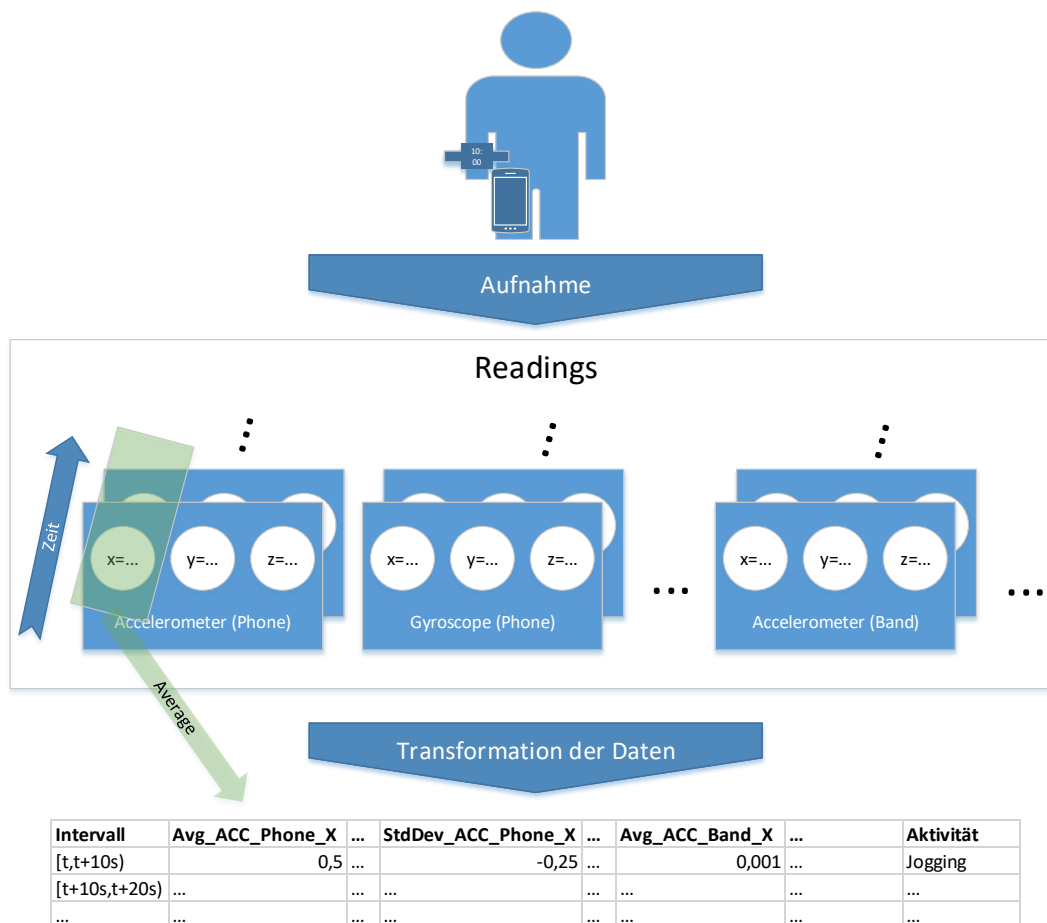 10:
00
Aufnahme
Readings
Zeit
x=... y=... z=...
Accelerometer (Phone)
x=... y=... z=...
Gyroscope (Phone)
...
x=... y=... z=...
Accelerometer (Band)
...
Average
Transformation der Daten
Intervall Avg_ACC_Phone_X ... StdDev_ACC_Phone_X ... Avg_ACC_Band_X ... Aktivität
[t,t+10s) 0,5 ... -0,25 ... 0,001 ... Jogging
[t+10s,t+20s) ... ... ... ... ... ... ...
... ... ... ... ... ... ... ...